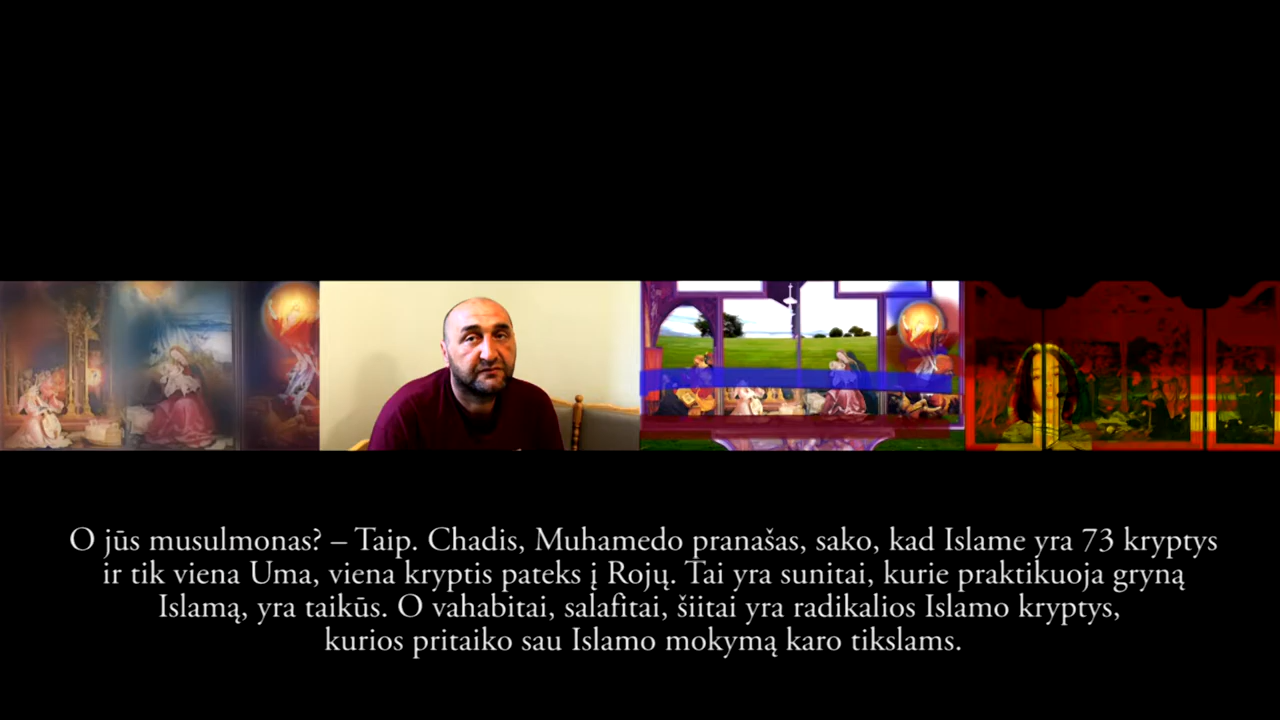 O jūs musulmonas? – Taip. Chadis, Muhamedo pranašas, sako, kad Islame yra 73 kryptys
ir tik viena Uma, viena kryptis pateks į Rojų. Tai yra sunitai, kurie praktikuoja gryną
Islamą, yra taikūs. O vahabitai, salafitai, šiitai yra radikalios Islamo kryptys,
kurios pritaiko sau Islamo mokymą karo tikslams.